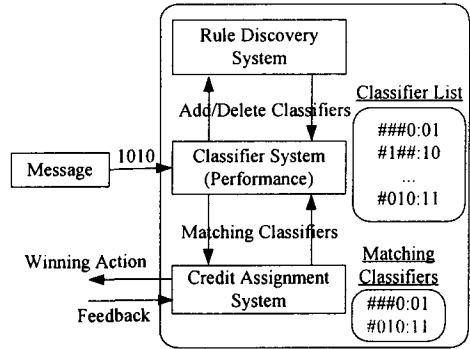 Rule Discovery
System
Classifier List
Add/Delete Classifiers
###0:01
#1##:10
...
#010:11
1010
Message
Classifier System
(Performance)
Matching Classifiers
Matching
Classifiers
###0:01
#010:11
Winning Action
Credit Assignment
System
Feedback